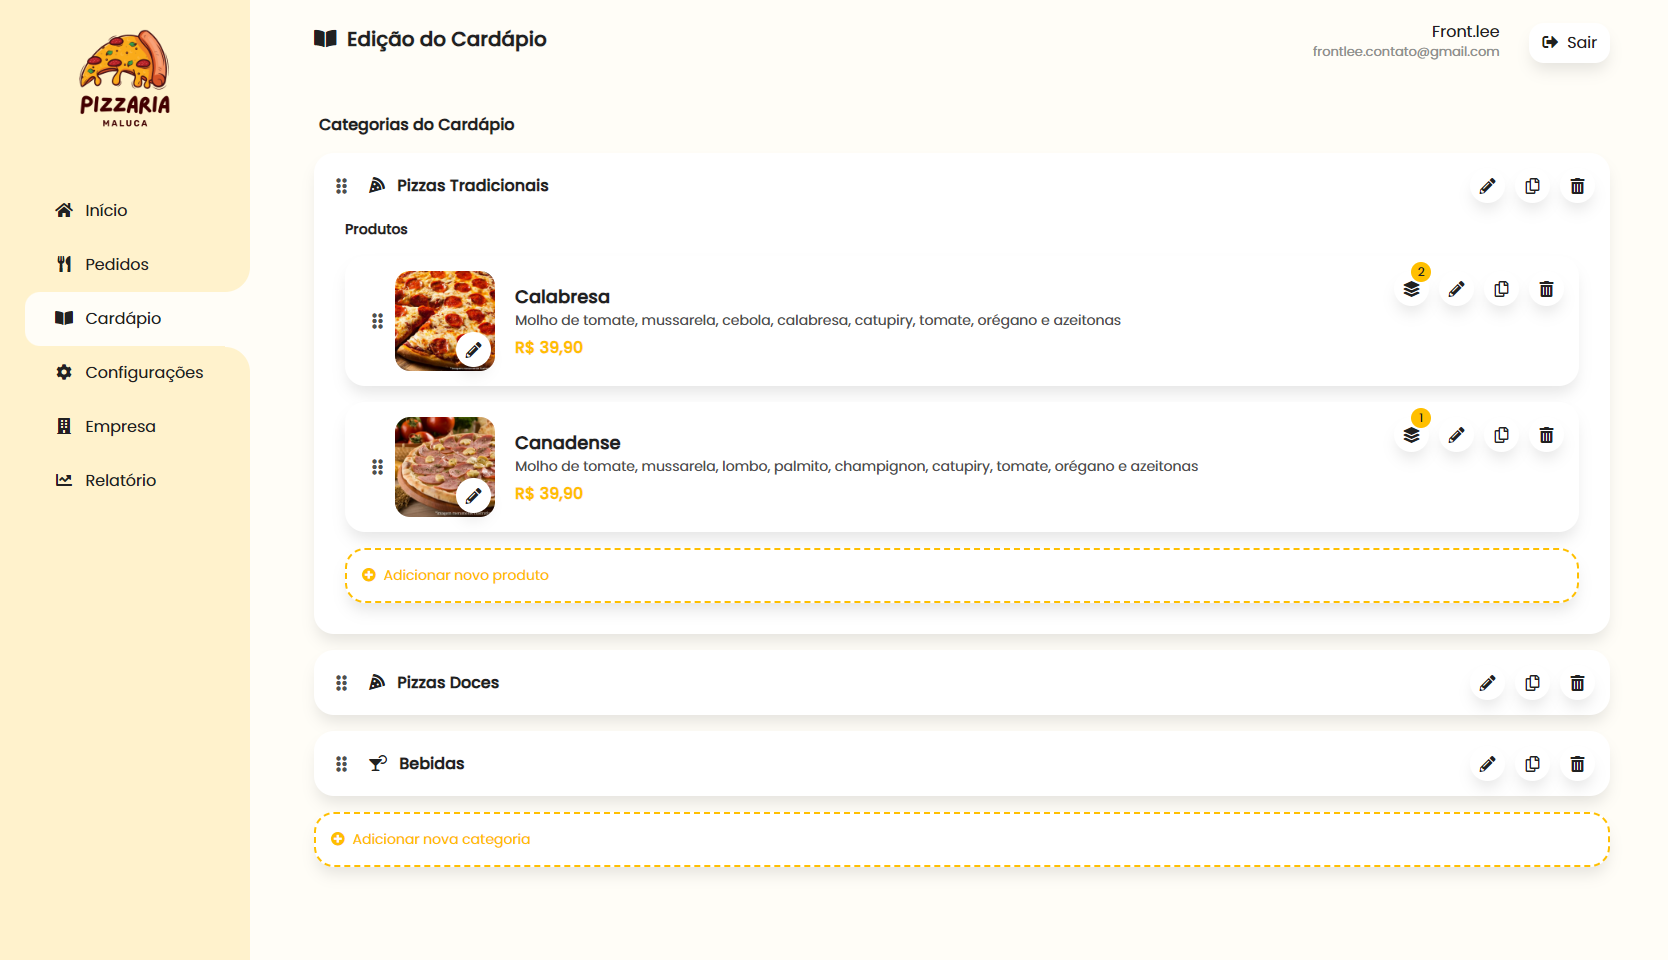 PIZZARIA
MALUCA
Início
Pedidos
Cardápio
Configurações
Empresa
Relatório
Edição do Cardápio
Front.lee
frontlee.contato@gmail.com
Sair
Categorias do Cardápio
Pizzas Tradicionais
Produtos
Calabresa
Molho de tomate, mussarela, cebola, calabresa, catupiry, tomate, orégano e azeitonas
R$ 39,90
2
Canadense
Molho de tomate, mussarela, lombo, palmito, champignon, catupiry, tomate, orégano e azeitonas
R$ 39,90
1
Adicionar novo produto
Pizzas Doces
Bebidas
Adicionar nova categoria